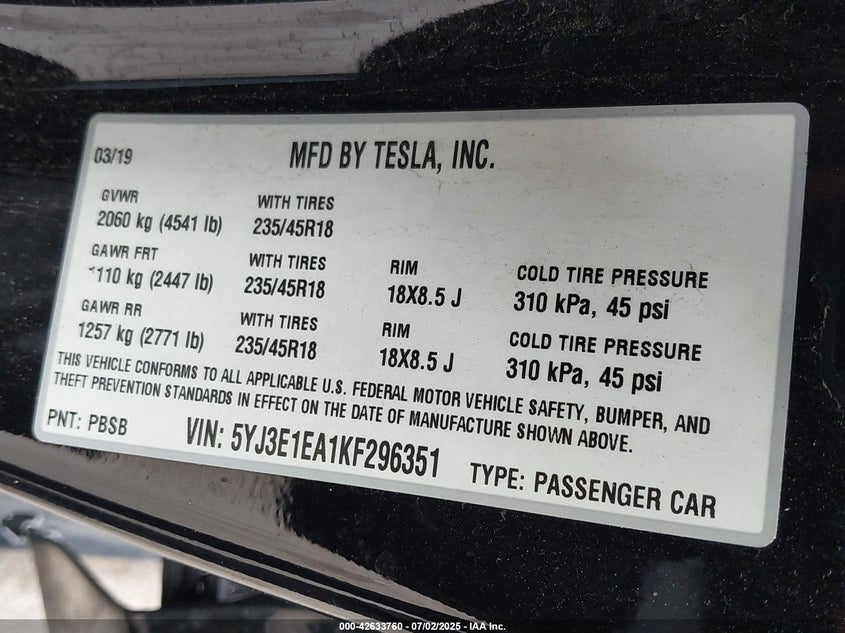 03/19
MFD BY TESLA, INC.
GVWR
2060 kg (4541 lb)
WITH TIRES
235/45R18
GAWR FRT
110 kg (2447 lb)
WITH TIRES
235/45R18
RIM
18X8.5 J
COLD TIRE PRESSURE
310 kPa, 45 psi
GAWR RR
1257 kg (2771 lb)
WITH TIRES
235/45R18
RIM
18X8.5 J
COLD TIRE PRESSURE
310 kPa, 45 psi
THIS VEHICLE CONFORMS TO ALL APPLICABLE U.S. FEDERAL MOTOR VEHICLE SAFETY, BUMPER, AND
THEFT PREVENTION STANDARDS IN EFFECT ON THE DATE OF MANUFACTURE SHOWN ABOVE.
PNT: PBSB
VIN: 5YJ3E1EA1KF296351
TYPE: PASSENGER CAR
000-42633760 - 07/02/2025 - IAA Inc.